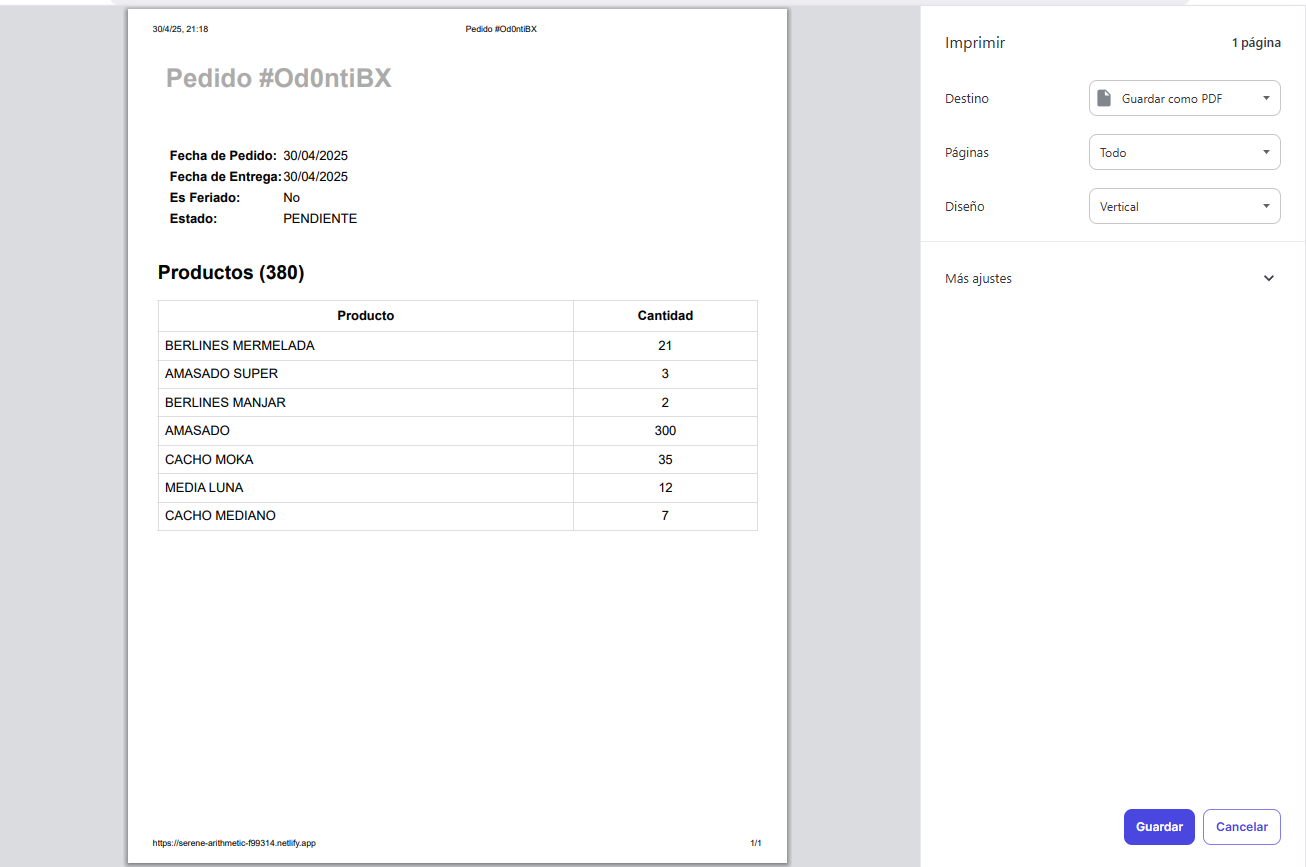 30/4/25, 21:18 Pedido #Od0ntiBX
Pedido #Od0ntiBX
Fecha de Pedido: 30/04/2025
Fecha de Entrega: 30/04/2025
Es Feriado: No
Estado: PENDIENTE
Productos (380)
Producto Cantidad
BERLINES MERMELADA 21
AMASADO SUPER 3
BERLINES MANJAR 2
AMASADO 300
CACHO MOKA 35
MEDIA LUNA 12
CACHO MEDIANO 7
https://serene-arithmetic-f99314.netlify.app 1/1
Imprimir 1 página
Destino Guardar como PDF
Páginas Todo
Diseño Vertical
Más ajustes
Guardar Cancelar